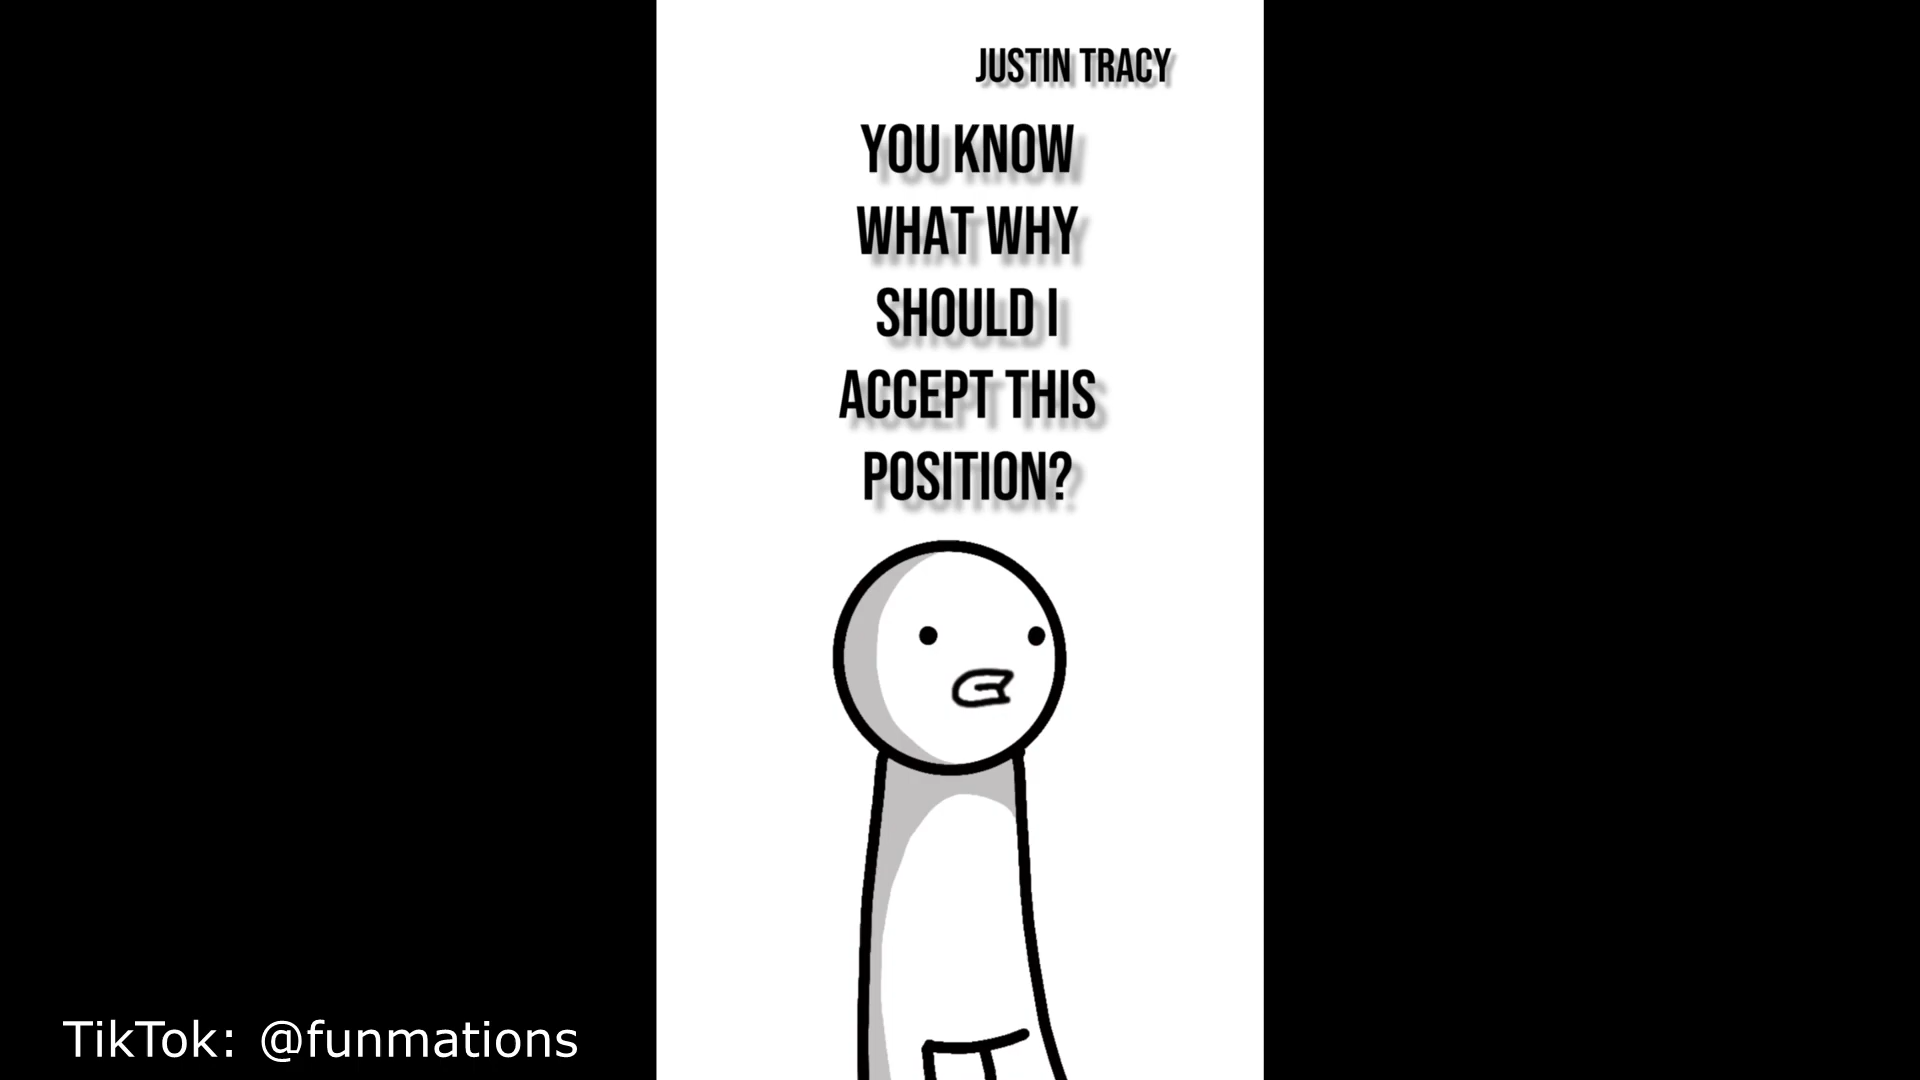 JUSTIN TRACY
YOU KNOW
WHAT WHY
SHOULD I
ACCEPT THIS
POSITION?
TikTok: @funmations